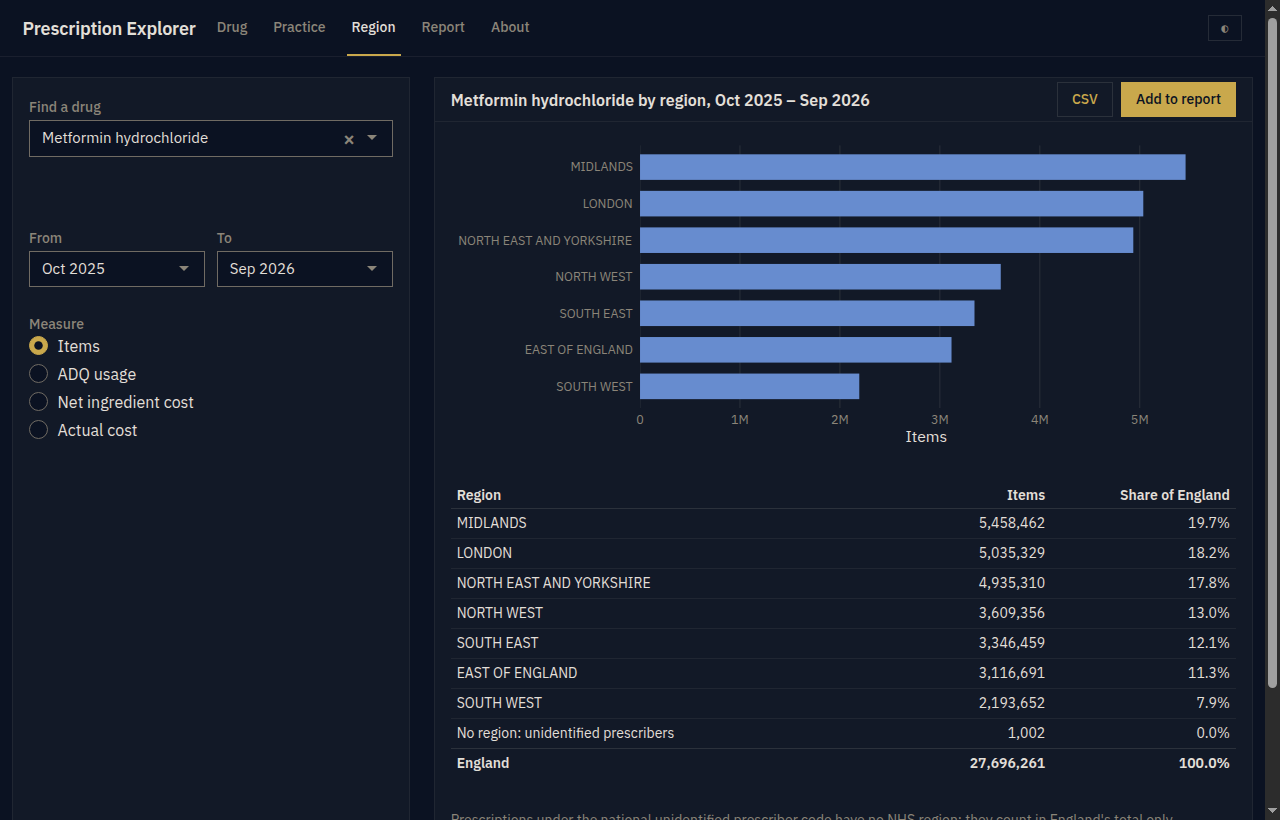 Prescription Explorer Drug Practice Region Report About
Find a drug
Metformin hydrochloride
From To
Oct 2025 Sep 2026
Measure
Items
ADQ usage
Net ingredient cost
Actual cost
Metformin hydrochloride by region, Oct 2025 – Sep 2026 CSV Add to report
MIDLANDS
LONDON
NORTH EAST AND YORKSHIRE
NORTH WEST
SOUTH EAST
EAST OF ENGLAND
SOUTH WEST
0 1M 2M 3M 4M 5M
Items
Region Items Share of England
MIDLANDS 5,458,462 19.7%
LONDON 5,035,329 18.2%
NORTH EAST AND YORKSHIRE 4,935,310 17.8%
NORTH WEST 3,609,356 13.0%
SOUTH EAST 3,346,459 12.1%
EAST OF ENGLAND 3,116,691 11.3%
SOUTH WEST 2,193,652 7.9%
No region: unidentified prescribers 1,002 0.0%
England 27,696,261 100.0%
Prescriptions under the national unidentified prescriber code have no NHS region; they count in England's total only.